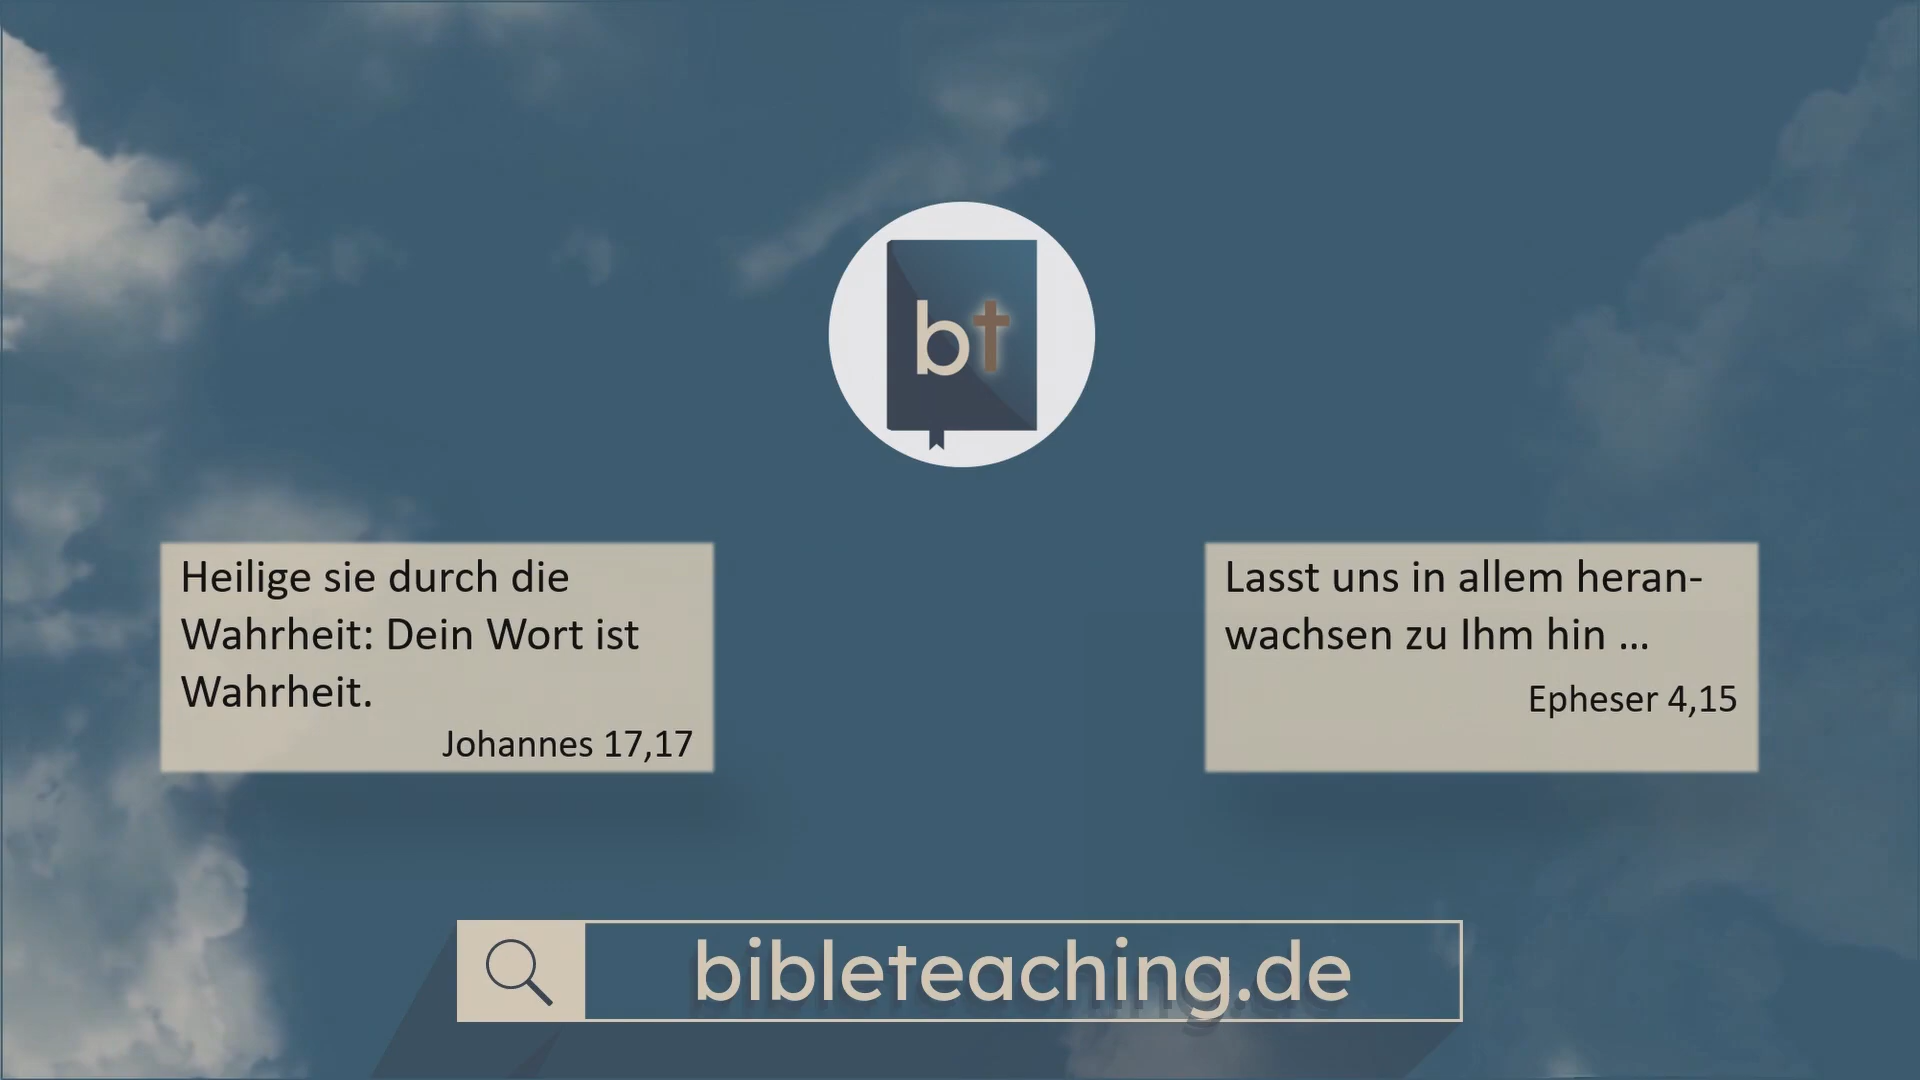 bt
Heilige sie durch die
Wahrheit: Dein Wort ist
Wahrheit.
Johannes 17,17
Lasst uns in allem heran-
wachsen zu Ihm hin ...
Epheser 4,15
bibleteaching.de